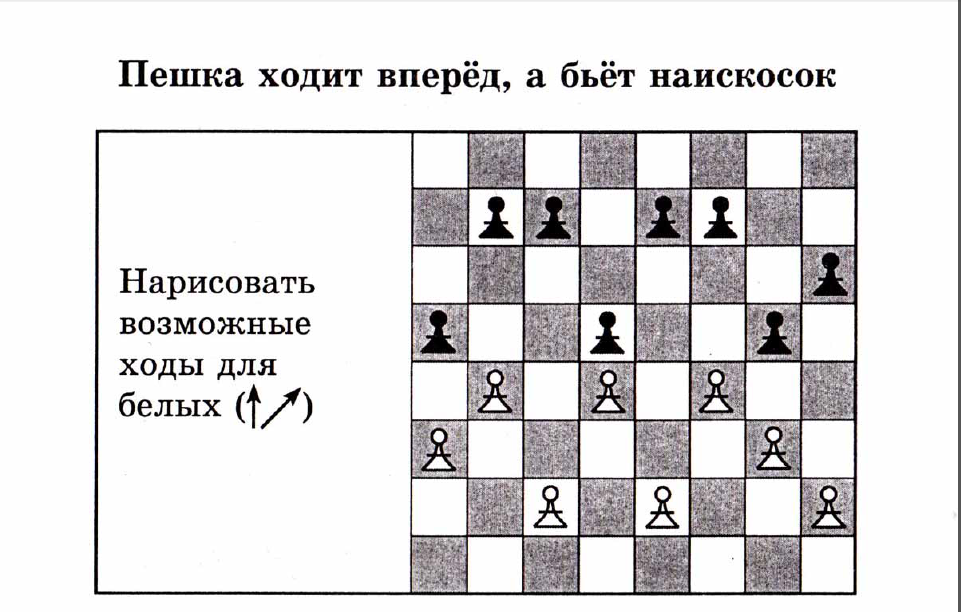 Пешка ходит вперёд, а бьёт наискосок
Нарисовать
возможные
ходы для
белых (↑↗)